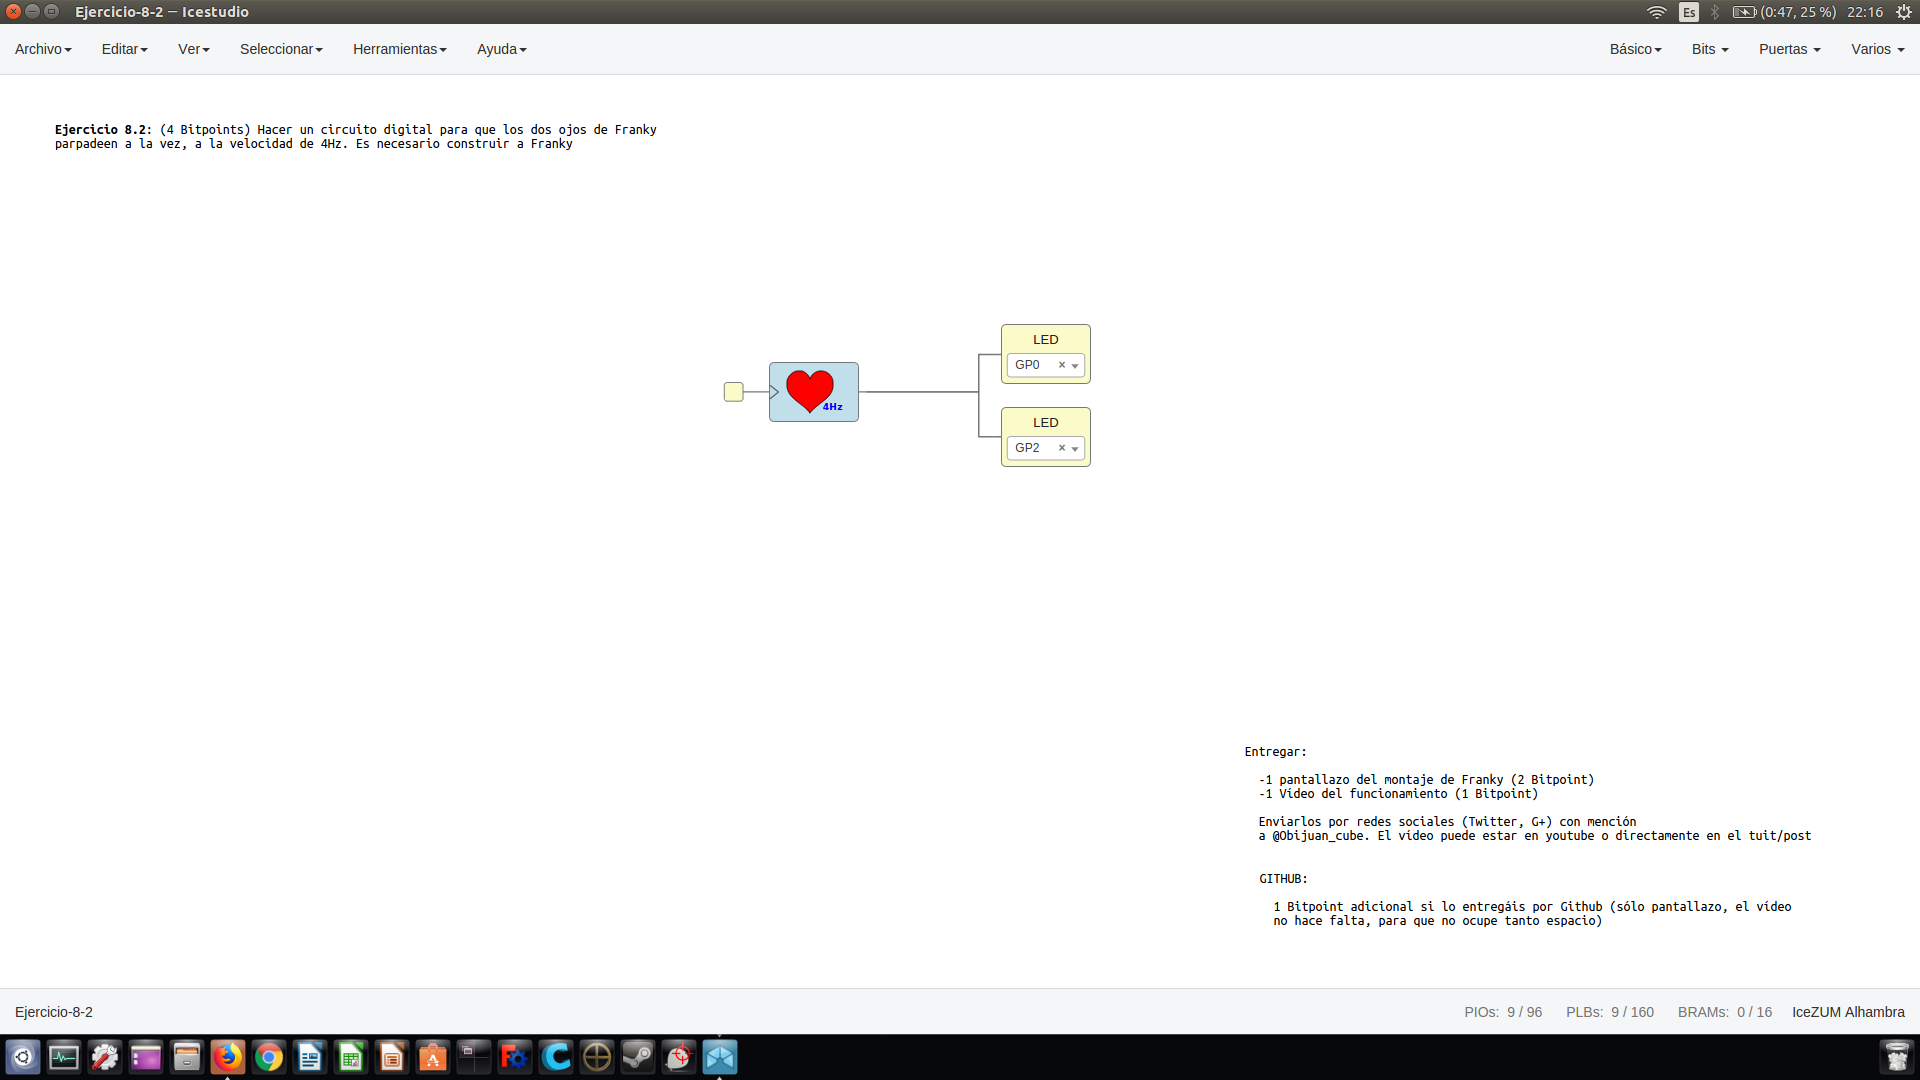 Ejercicio-8-2 — Icestudio
Es (0:47, 25 %) 22:16
Archivo Editar Ver Seleccionar Herramientas Ayuda Básico Bits Puertas Varios
Ejercicio 8.2: (4 Bitpoints) Hacer un circuito digital para que los dos ojos de Franky
parpadeen a la vez, a la velocidad de 4Hz. Es necesario construir a Franky
LED
GP0
4Hz
LED
GP2
Entregar:
-1 pantallazo del montaje de Franky (2 Bitpoint)
-1 Vídeo del funcionamiento (1 Bitpoint)
Enviarlos por redes sociales (Twitter, G+) con mención
a @Obijuan_cube. El vídeo puede estar en youtube o directamente en el tuit/post
GITHUB:
1 Bitpoint adicional si lo entregáis por Github (sólo pantallazo, el vídeo
no hace falta, para que no ocupe tanto espacio)
Ejercicio-8-2 PIOs: 9 / 96 PLBs: 9 / 160 BRAMs: 0 / 16 IceZUM Alhambra